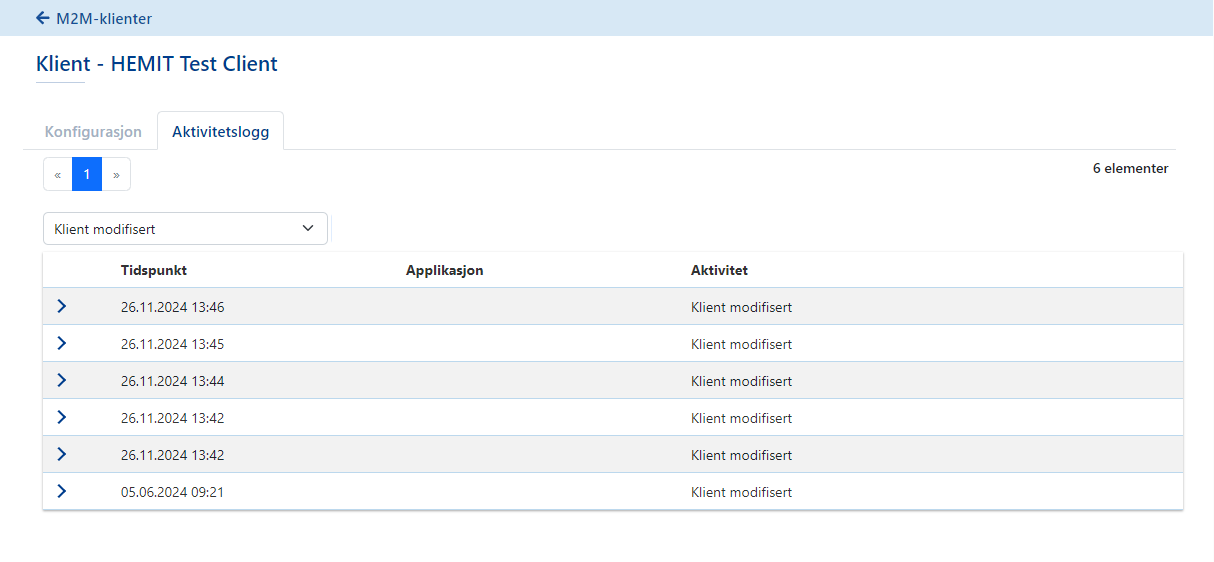 M2M-klienter
Klient - HEMIT Test Client
Konfigurasjon Aktivitetslogg
« 1 »
6 elementer
Klient modifisert
Tidspunkt Applikasjon Aktivitet
26.11.2024 13:46 Klient modifisert
26.11.2024 13:45 Klient modifisert
26.11.2024 13:44 Klient modifisert
26.11.2024 13:42 Klient modifisert
26.11.2024 13:42 Klient modifisert
05.06.2024 09:21 Klient modifisert